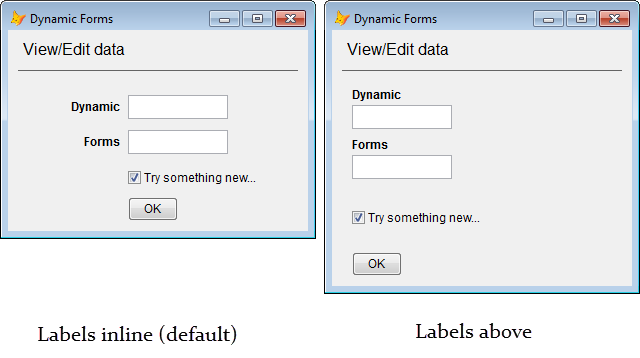 Dynamic Forms
View/Edit data
Dynamic
Forms
Try something new...
OK
Labels inline (default)
Dynamic Forms
View/Edit data
Dynamic
Forms
Try something new...
OK
Labels above